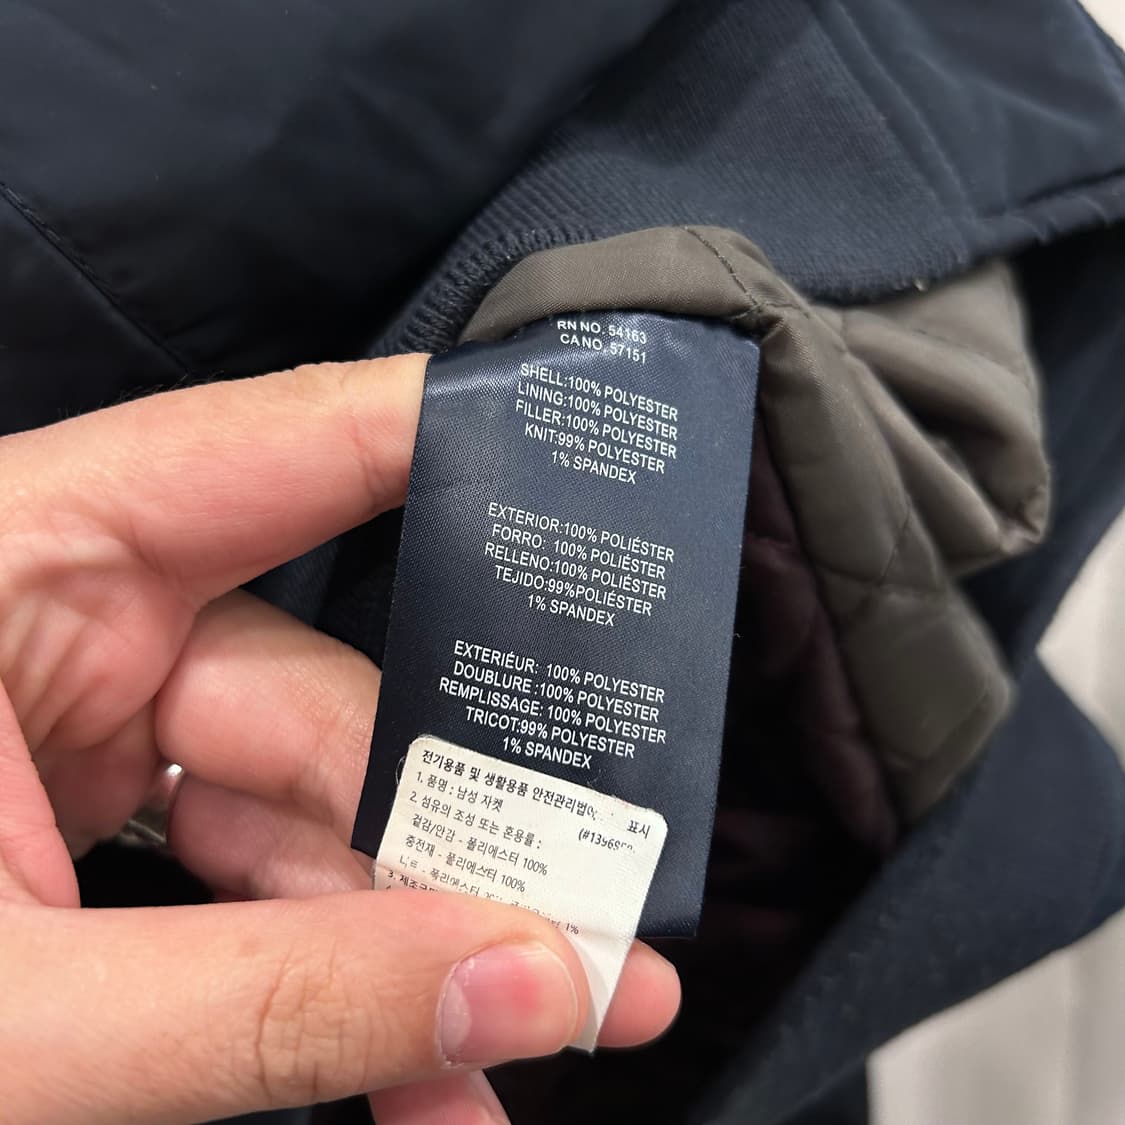 RN NO. 54163
CA NO. 57151
SHELL:100% POLYESTER
LINING:100% POLYESTER
FILLER:100% POLYESTER
KNIT:99% POLYESTER
1% SPANDEX
EXTERIOR:100% POLIÉSTER
FORRO: 100% POLIÉSTER
RELLENO:100% POLIÉSTER
TEJIDO:99%POLIÉSTER
1% SPANDEX
EXTERIÉUR: 100% POLYESTER
DOUBLURE :100% POLYESTER
REMPLISSAGE: 100% POLYESTER
TRICOT:99% POLYESTER
1% SPANDEX
전기용품 및 생활용품 안전관리법 표시
1. 품명 : 남성 자켓
2. 섬유의 조성 또는 혼용률 :
겉감/안감 - 폴리에스터 100%
충전재 - 폴리에스터 100%
- 폴리에스터 1%
3.